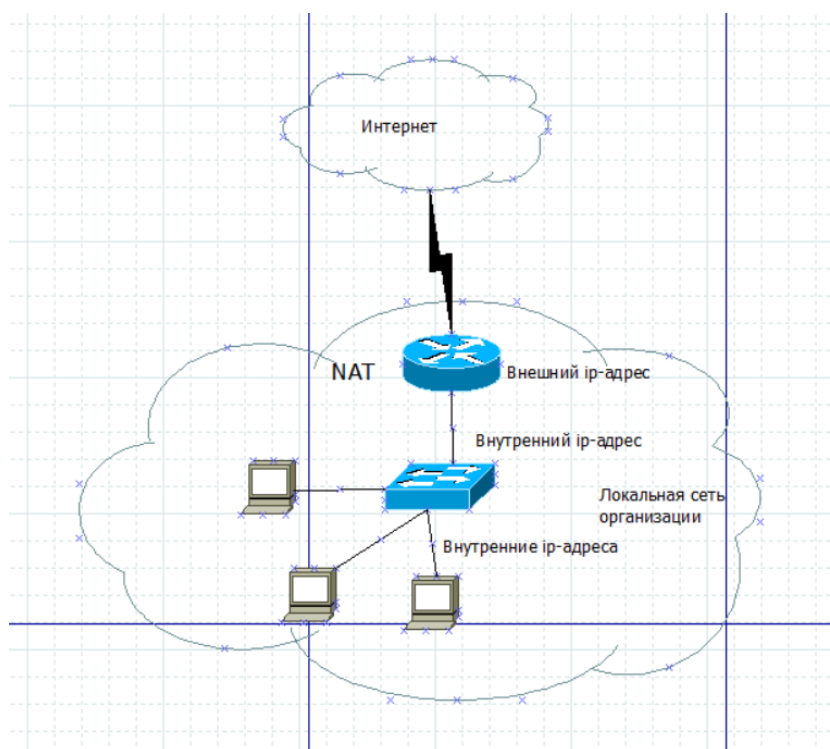 Интернет
NAT
Внешний ip-адрес
Внутренний ip-адрес
Локальная сеть
организации
Внутренние ip-адреса